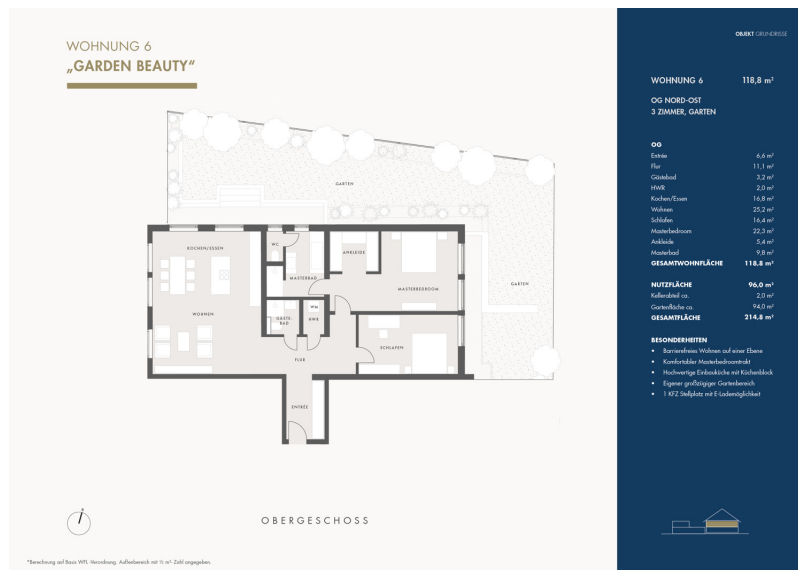 WOHNUNG 6
„GARDEN BEAUTY“
GARTEN
KOCHEN/ESSEN
WC
ANKLEIDE
MASTERBAD
MASTERBEDROOM
GARTEN
WOHNEN
GÄSTE-
BAD
WM
HWR
SCHLAFEN
FLUR
ENTRÉE
OBERGESCHOSS
*Berechnung auf Basis WFL -Verordnung. Außenbereich mit ½ m²- Zahl angegeben.
OBJEKT GRUNDRISSE
WOHNUNG 6 118,8 m²
OG NORD-OST
3 ZIMMER, GARTEN
OG
Entrée 6,6 m²
Flur 11,1 m²
Gästebad 3,2 m²
HWR 2,0 m²
Kochen/Essen 16,8 m²
Wohnen 25,2 m²
Schlafen 16,4 m²
Masterbedroom 22,3 m²
Ankleide 5,4 m²
Masterbad 9,8 m²
GESAMTWOHNFLÄCHE 118,8 m²
NUTZFLÄCHE 96,0 m²
Kellerabteil ca. 2,0 m²
Gartenfläche ca. 94,0 m²
GESAMTFLÄCHE 214,8 m²
BESONDERHEITEN
• Barrierefreies Wohnen auf einer Ebene
• Komfortabler Masterbedroomtrakt
• Hochwertige Einbauküche mit Küchenblock
• Eigener großzügiger Gartenbereich
• 1 KFZ Stellplatz mit E-Lademöglichkeit